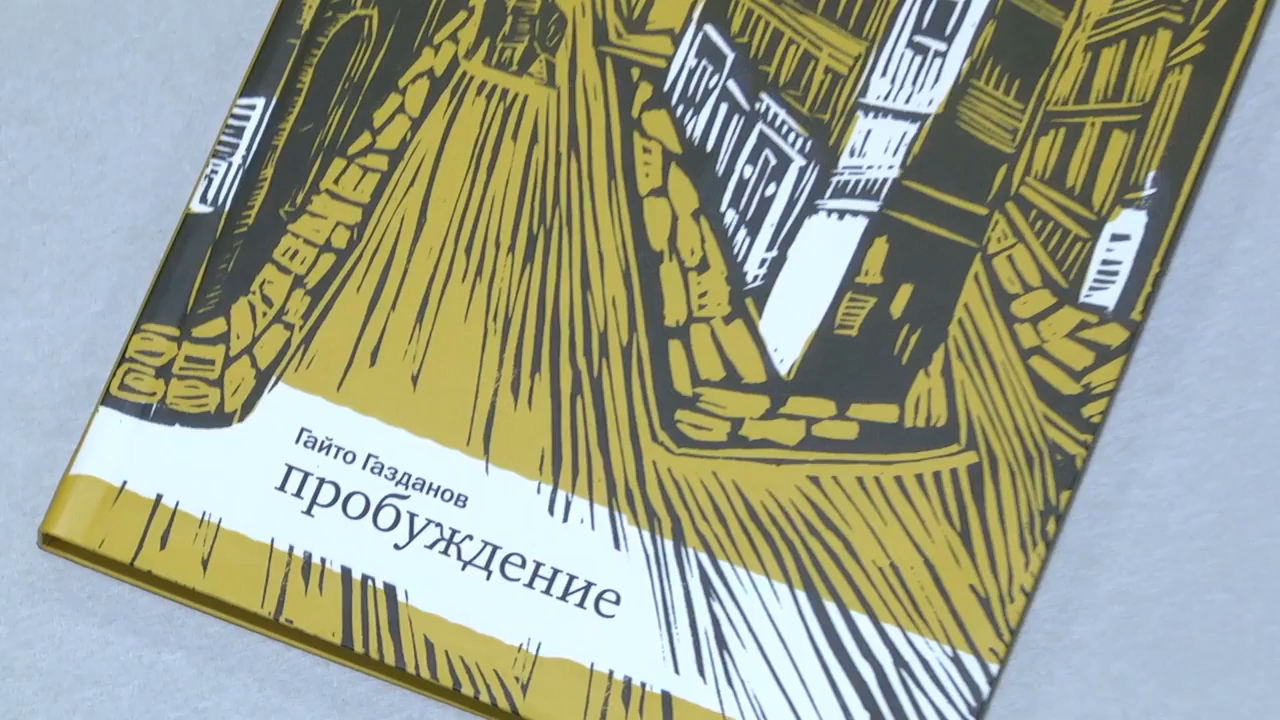 Гайто Газданов
пробуждение